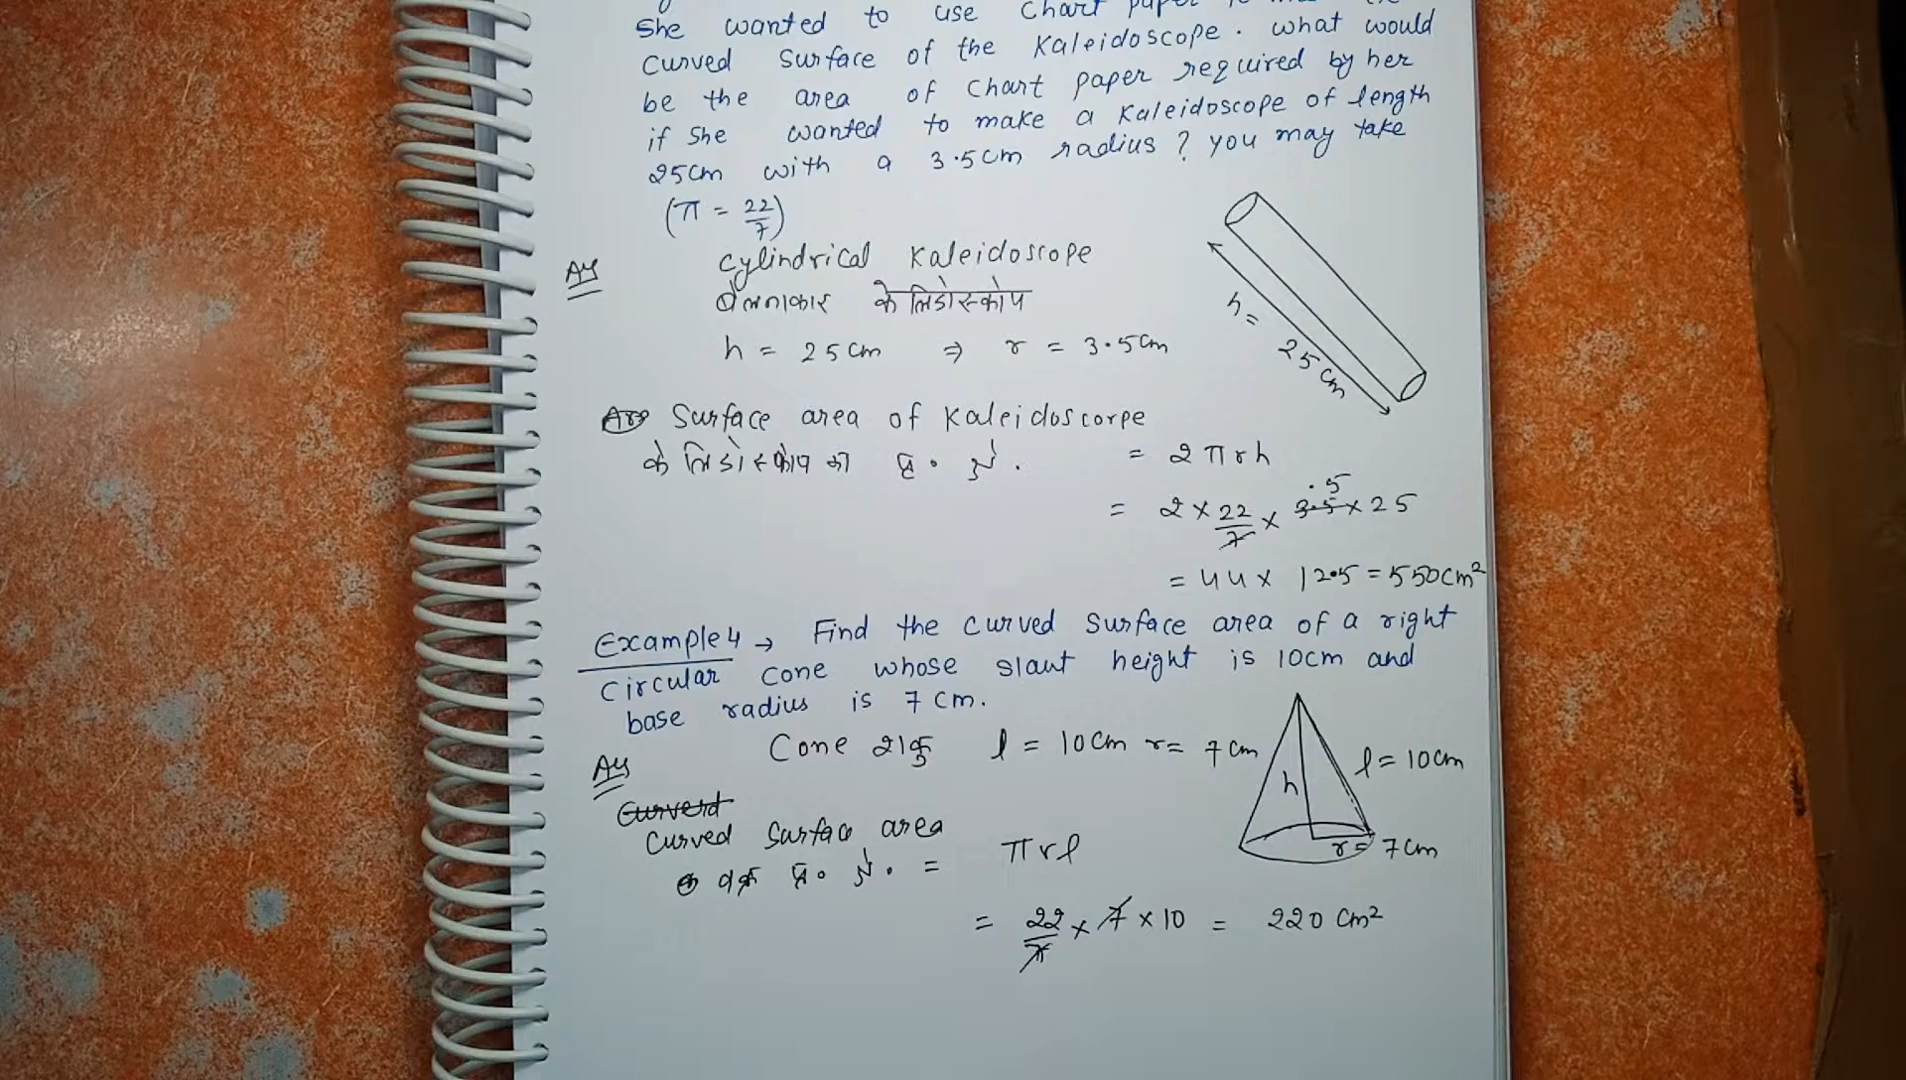 She wanted to use Chart paper
curved surface of the Kaleidoscope. what would
be the area of Chart paper required by her
if She wanted to make a Kaleidoscope of length
25cm with a 3.5cm radius? you may take
(π = 22/7)
Ans
Cylindrical Kaleidoscope
बेलनाकार केलिडोस्कोप
h = 25cm ⇒ r = 3.5cm
h = 25cm
Surface area of Kaleidoscorpe
केलिडोस्कोप का पृ. क्षे. = 2πrh
= 2 × 22/7 × 3.5 × 25 .5
= 44 × 12.5 = 550cm²
Example 4 → Find the curved Surface area of a right
Circular cone whose slant height is 10cm and
base radius is 7 cm.
Ans
Cone शंकु l = 10cm r = 7cm
h l = 10cm
r = 7cm
Curverd
Curved Surface area
वक्र पृ. क्षे. = πrl
= 22/7 × 7 × 10 = 220 cm²